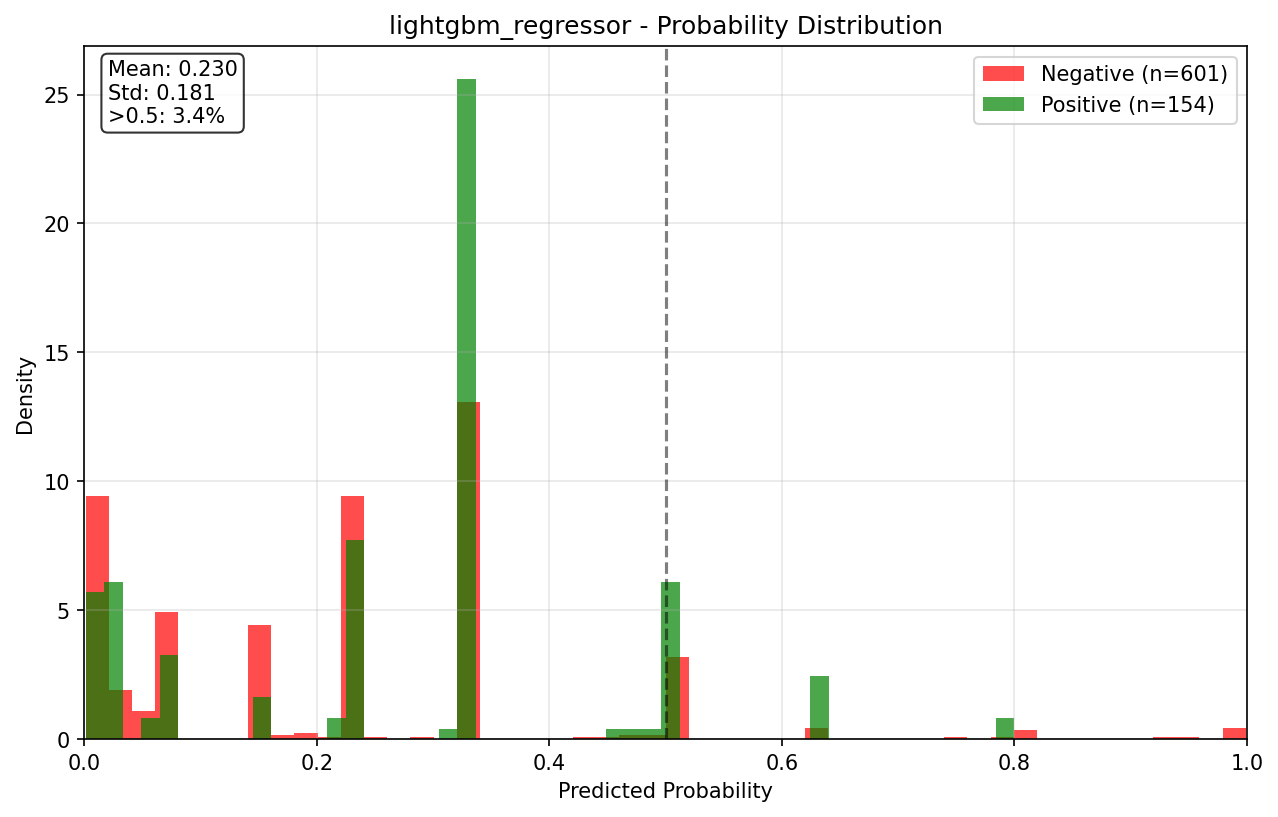 lightgbm_regressor - Probability Distribution
Mean: 0.230
Std: 0.181
>0.5: 3.4%
Negative (n=601)
Positive (n=154)
Density
25
20
15
10
5
0
0.0 0.2 0.4 0.6 0.8 1.0
Predicted Probability